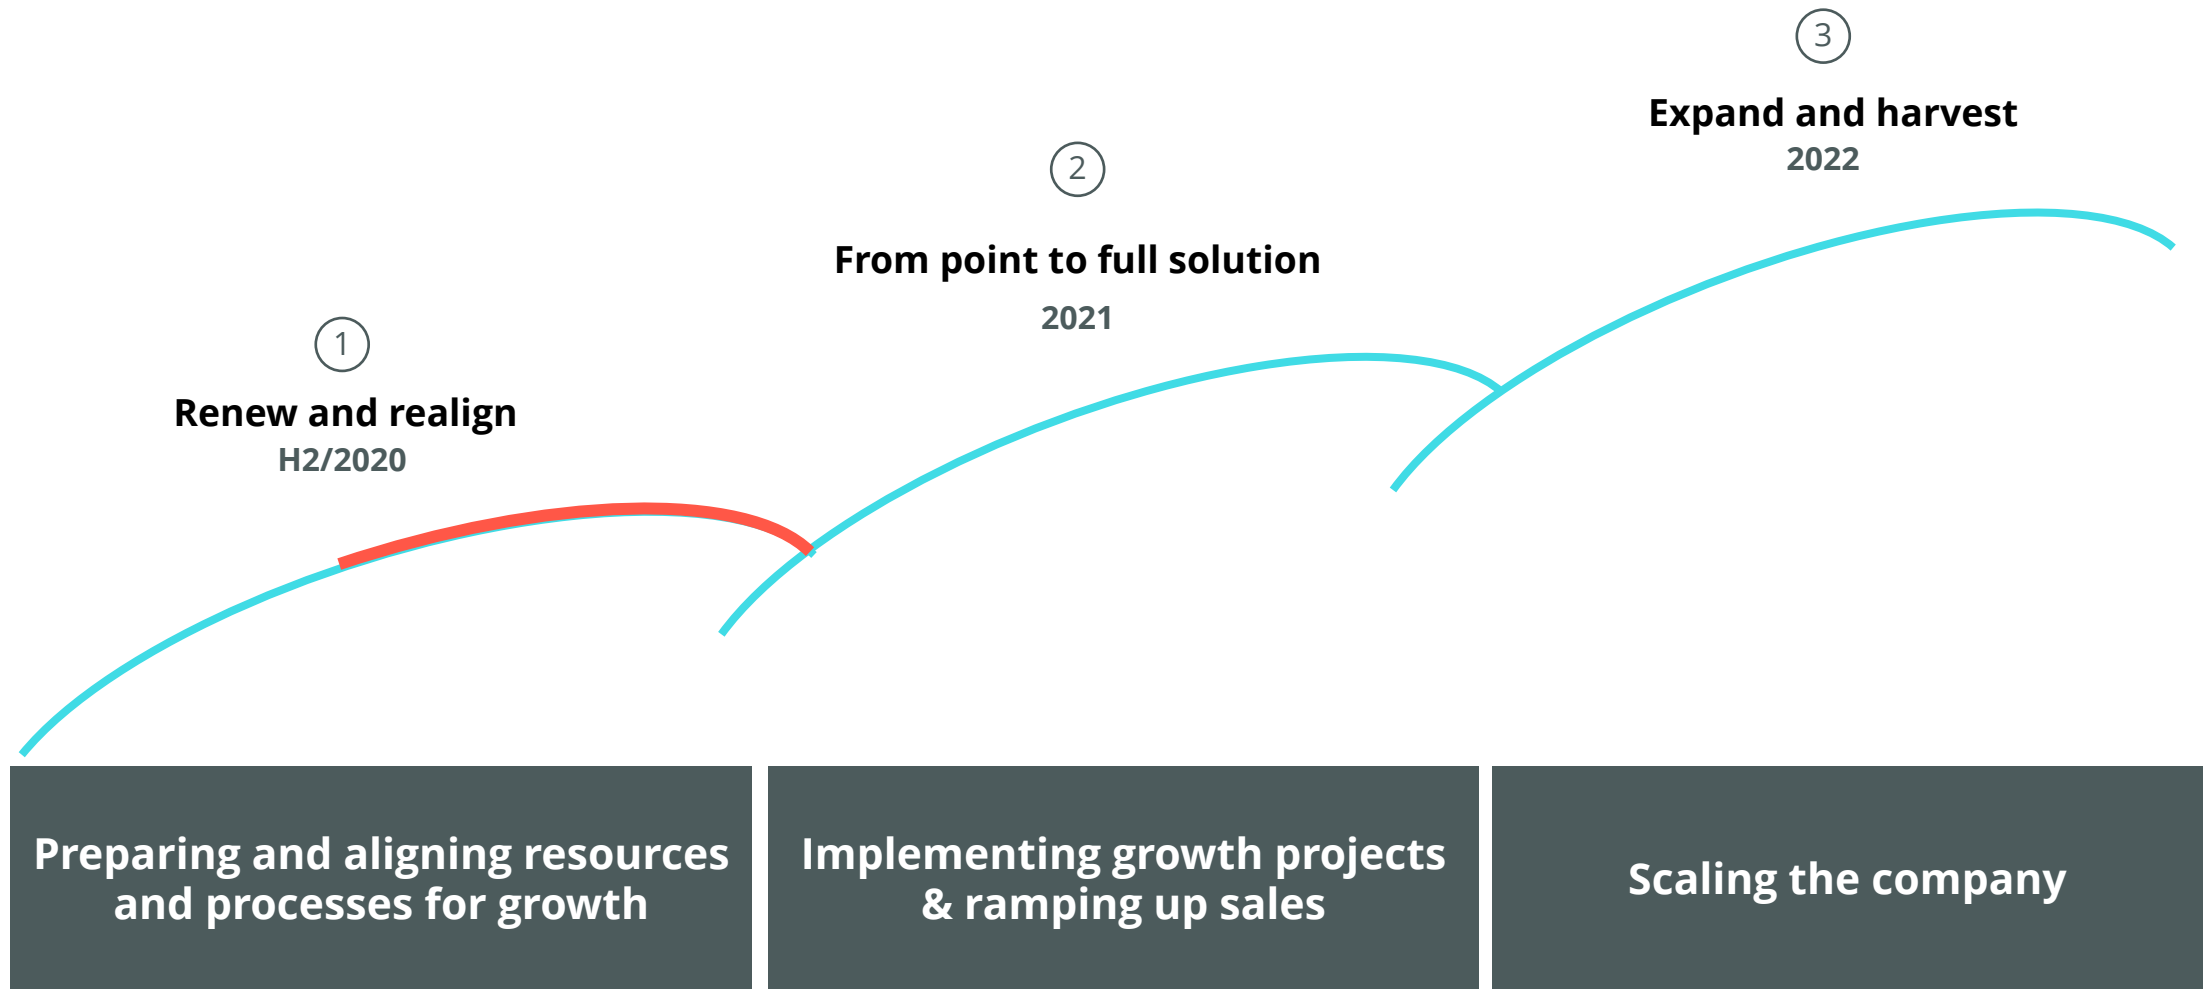 1
Renew and realign
H2/2020
2
From point to full solution
2021
3
Expand and harvest
2022
Preparing and aligning resources
and processes for growth
Implementing growth projects
& ramping up sales
Scaling the company